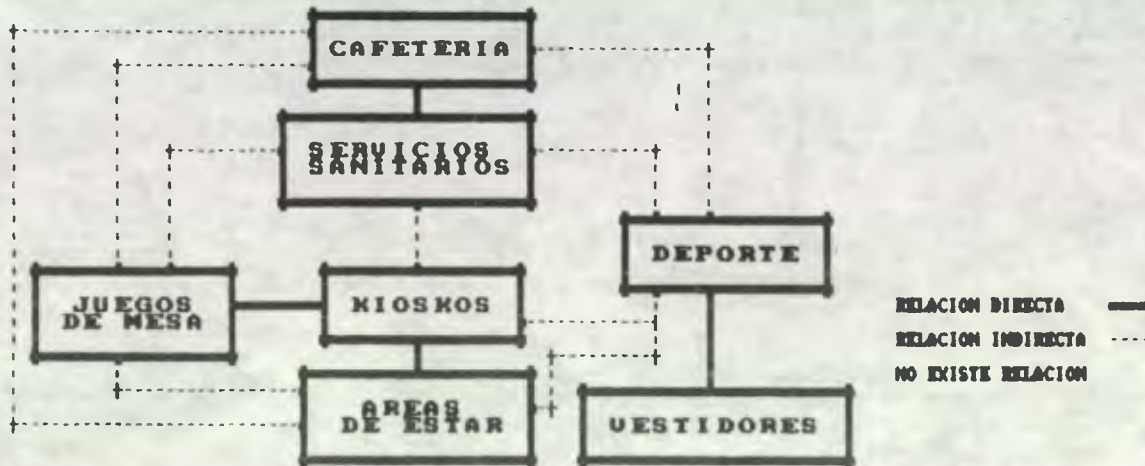 CAFETERIA
SERVICIOS
SANITARIOS
DEPORTE
JUEGOS
DE MESA
KIOSKOS
AREAS
DE ESTAR
VESTIDORES
RELACION DIRECTA
RELACION INDIRECTA
NO EXISTE RELACION